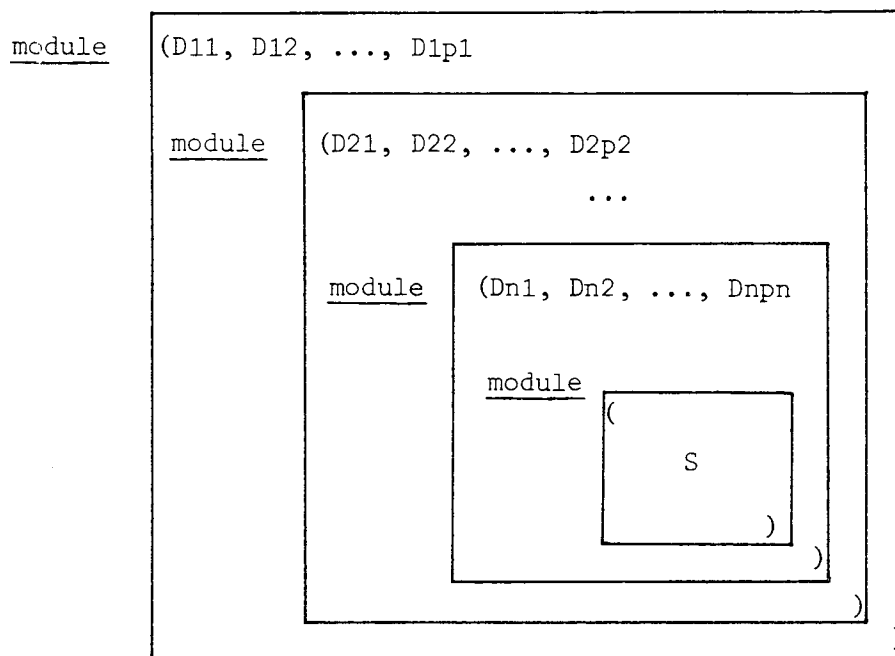 module (D11, D12, ..., D1p1
module (D21, D22, ..., D2p2
...
module (Dn1, Dn2, ..., Dnpn
module (
S
)
)
)